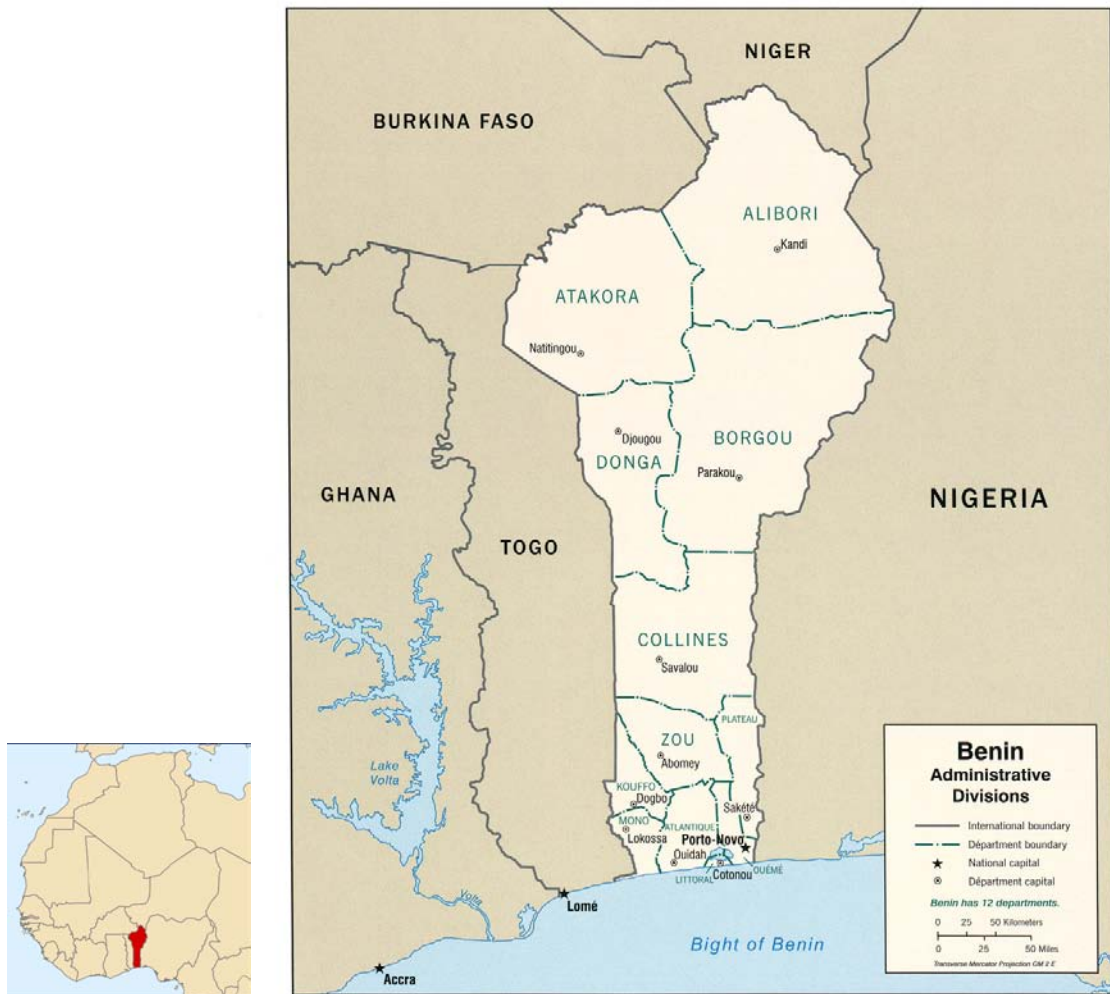 NIGER
BURKINA FASO
ALIBORI
Kandi
ATAKORA
Natitingou
Djougou
BORGOU
DONGA
Parakou
GHANA
NIGERIA
TOGO
COLLINES
Savalou
PLATEAU
ZOU
Abomey
Lake
Volta
KOUFFO
Dogbo
Sakété
MONO
ATLANTIQUE
Lokossa
Porto-Novo
Ouidah
OUÉMÉ
LITTORAL
Cotonou
Volta
Lomé
Bight of Benin
Accra
Benin
Administrative
Divisions
International boundary
Département boundary
National capital
Départment capital
Benin has 12 departments.
0 25 50 Kilometers
0 25 50 Miles
Transverse Mercator Projection CM 2 E